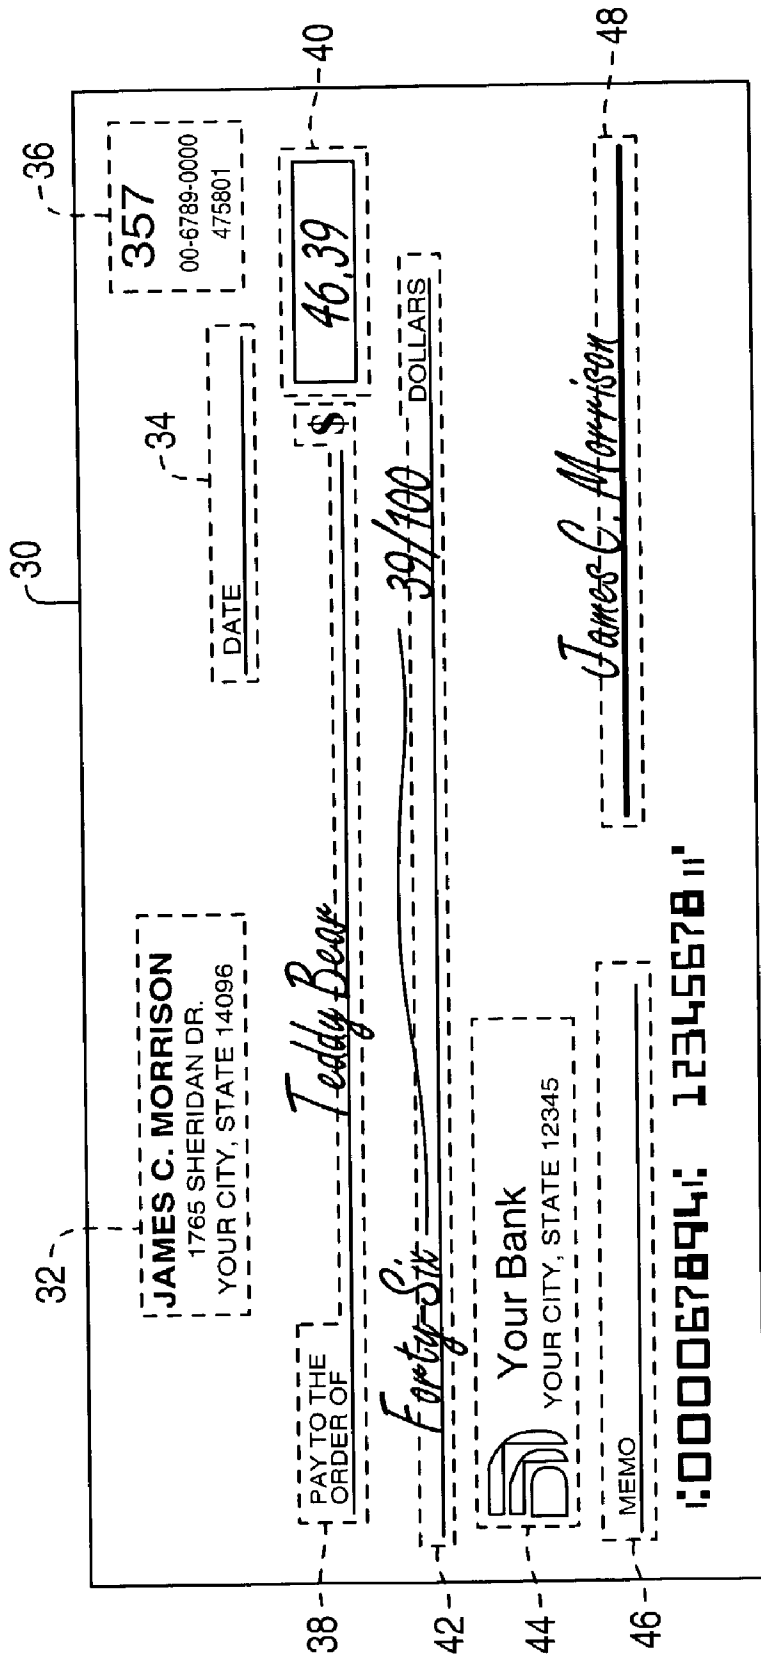 30
36
32
JAMES C. MORRISON
1765 SHERIDAN DR.
YOUR CITY, STATE 14096
357
00-6789-0000
475801
34
DATE
40
38
PAY TO THE
ORDER OF
Teddy Bear
$ 46.39
42
Forty Six 39/100 DOLLARS
44
Your Bank
YOUR CITY, STATE 12345
48
46
MEMO
James C. Morrison
⑆000067894⑆ 12345678⑈